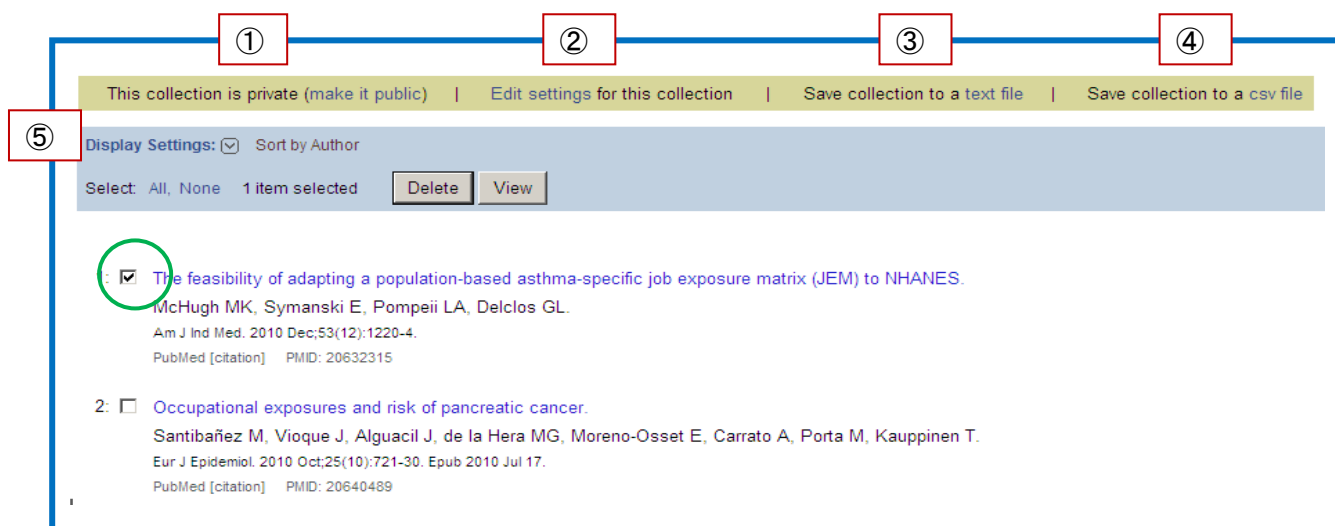 ① ② ③ ④
This collection is private (make it public) | Edit settings for this collection | Save collection to a text file | Save collection to a csv file
⑤
Display Settings: Sort by Author
Select: All, None 1 item selected Delete View
1: The feasibility of adapting a population-based asthma-specific job exposure matrix (JEM) to NHANES.
McHugh MK, Symanski E, Pompeii LA, Delclos GL.
Am J Ind Med. 2010 Dec;53(12):1220-4.
PubMed [citation] PMID: 20632315
2: Occupational exposures and risk of pancreatic cancer.
Santibañez M, Vioque J, Alguacil J, de la Hera MG, Moreno-Osset E, Carrato A, Porta M, Kauppinen T.
Eur J Epidemiol. 2010 Oct;25(10):721-30. Epub 2010 Jul 17.
PubMed [citation] PMID: 20640489